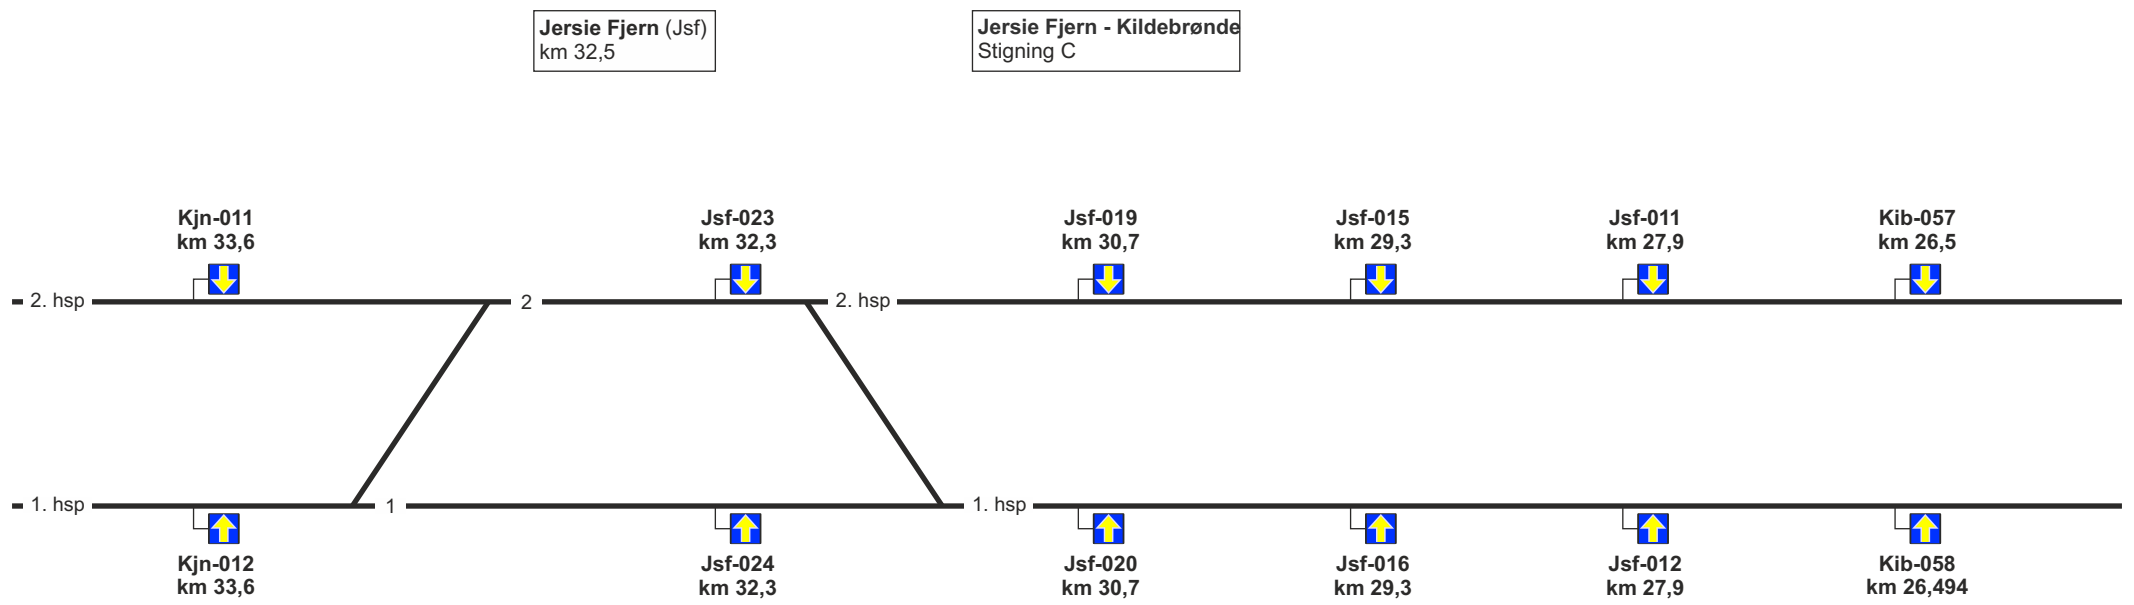 Jersie Fjern (Jsf)
km 32,5
Jersie Fjern - Kildebrønde
Stigning C
Kjn-011
km 33,6
Jsf-023
km 32,3
Jsf-019
km 30,7
Jsf-015
km 29,3
Jsf-011
km 27,9
Kib-057
km 26,5
2. hsp
2
2. hsp
1. hsp
1
1. hsp
Kjn-012
km 33,6
Jsf-024
km 32,3
Jsf-020
km 30,7
Jsf-016
km 29,3
Jsf-012
km 27,9
Kib-058
km 26,494